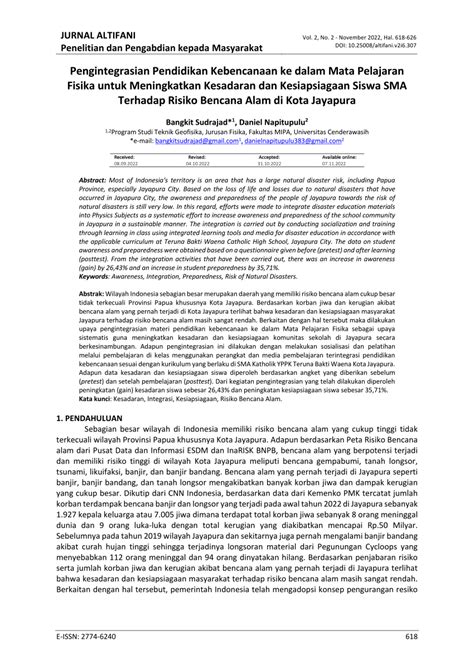 JURNAL ALTIFANI
Penelitian dan Pengabdian kepada Masyarakat
Vol. 2, No. 2 - November 2022, Hal. 618-626
DOI: 10.25008/altifani.v2i6.307
Pengintegrasian Pendidikan Kebencanaan ke dalam Mata Pelajaran
Fisika untuk Meningkatkan Kesadaran dan Kesiapsiagaan Siswa SMA
Terhadap Risiko Bencana Alam di Kota Jayapura
Bangkit Sudrajad*1, Daniel Napitupulu2
1,2Program Studi Teknik Geofisika, Jurusan Fisika, Fakultas MIPA, Universitas Cenderawasih
*e-mail: bangkitsudrajad@gmail.com1, danielnapitupulu383@gmail.com2
Received: Revised: Accepted: Available online:
08.09.2022 04.10.2022 31.10.2022 07.11.2022
Abstract: Most of Indonesia's territory is an area that has a large natural disaster risk, including Papua
Province, especially Jayapura City. Based on the loss of life and losses due to natural disasters that have
occurred in Jayapura City, the awareness and preparedness of the people of Jayapura towards the risk of
natural disasters is still very low. In this regard, efforts were made to integrate disaster education materials
into Physics Subjects as a systematic effort to increase awareness and preparedness of the school community
in Jayapura in a sustainable manner. The integration is carried out by conducting socialization and training
through learning in class using integrated learning tools and media for disaster education in accordance with
the applicable curriculum at Teruna Bakti Waena Catholic High School, Jayapura City. The data on student
awareness and preparedness were obtained based on a questionnaire given before (pretest) and after learning
(posttest). From the integration activities that have been carried out, there was an increase in awareness
(gain) by 26,43% and an increase in student preparedness by 35,71%.
Keywords: Awareness, Integration, Preparedness, Risk of Natural Disasters.
Abstrak: Wilayah Indonesia sebagian besar merupakan daerah yang memiliki risiko bencana alam cukup besar
tidak terkecuali Provinsi Papua khususnya Kota Jayapura. Berdasarkan korban jiwa dan kerugian akibat
bencana alam yang pernah terjadi di Kota Jayapura terlihat bahwa kesadaran dan kesiapsiagaan masyarakat
Jayapura terhadap risiko bencana alam masih sangat rendah. Berkaitan dengan hal tersebut maka dilakukan
upaya pengintegrasian materi pendidikan kebencanaan ke dalam Mata Pelajaran Fisika sebagai upaya
sistematis guna meningkatkan kesadaran dan kesiapsiagaan komunitas sekolah di Jayapura secara
berkesinambungan. Adapun pengintegrasian ini dilakukan dengan melakukan sosialisasi dan pelatihan
melalui pembelajaran di kelas menggunakan perangkat dan media pembelajaran terintegrasi pendidikan
kebencanaan sesuai dengan kurikulum yang berlaku di SMA Katholik YPPK Teruna Bakti Waena Kota Jayapura.
Adapun data kesadaran dan kesiapsiagaan siswa diperoleh berdasarkan angket yang diberikan sebelum
(pretest) dan setelah pembelajaran (posttest). Dari kegiatan pengintegrasian yang telah dilakukan diperoleh
peningkatan (gain) kesadaran siswa sebesar 26,43% dan peningkatan kesiapsiagaan siswa sebesar 35,71%.
Kata kunci: Kesadaran, Integrasi, Kesiapsiagaan, Risiko Bencana Alam.
1. PENDAHULUAN
Sebagian besar wilayah di Indonesia memiliki risiko bencana alam yang cukup tinggi tidak
terkecuali wilayah Provinsi Papua khususnya Kota Jayapura. Adapun berdasarkan Peta Risiko Bencana
alam dari Pusat Data dan Informasi ESDM dan InaRISK BNPB, bencana alam yang berpotensi terjadi
dan memiliki risiko tinggi di wilayah Kota Jayapura meliputi bencana gempabumi, tanah longsor,
tsunami, likuifaksi, banjir, dan banjir bandang. Bencana alam yang pernah terjadi di Jayapura seperti
banjir, banjir bandang, dan tanah longsor mengakibatkan banyak korban jiwa dan dampak kerugian
yang cukup besar. Dikutip dari CNN Indonesia, berdasarkan data dari Kemenko PMK tercatat jumlah
korban terdampak bencana banjir dan longsor yang terjadi pada awal tahun 2022 di Jayapura sebanyak
1.927 kepala keluarga atau 7.005 jiwa dimana terdapat total korban jiwa sebanyak 8 orang meninggal
dunia dan 9 orang luka-luka dengan total kerugian yang diakibatkan mencapai Rp.50 Milyar.
Sebelumnya pada tahun 2019 wilayah Jayapura dan sekitarnya juga pernah mengalami banjir bandang
akibat curah hujan tinggi sehingga terjadinya longsoran material dari Pegunungan Cycloops yang
menyebabkan 112 orang meninggal dan 94 orang dinyatakan hilang. Berdasarkan penjabaran risiko
serta jumlah korban jiwa dan kerugian akibat bencana alam yang pernah terjadi di Jayapura terlihat
bahwa kesadaran dan kesiapsiagaan masyarakat terhadap risiko bencana alam masih sangat rendah.
Berkaitan dengan hal tersebut, pemerintah Indonesia telah mengadopsi konsep pengurangan resiko
E-ISSN: 2774-6240
618